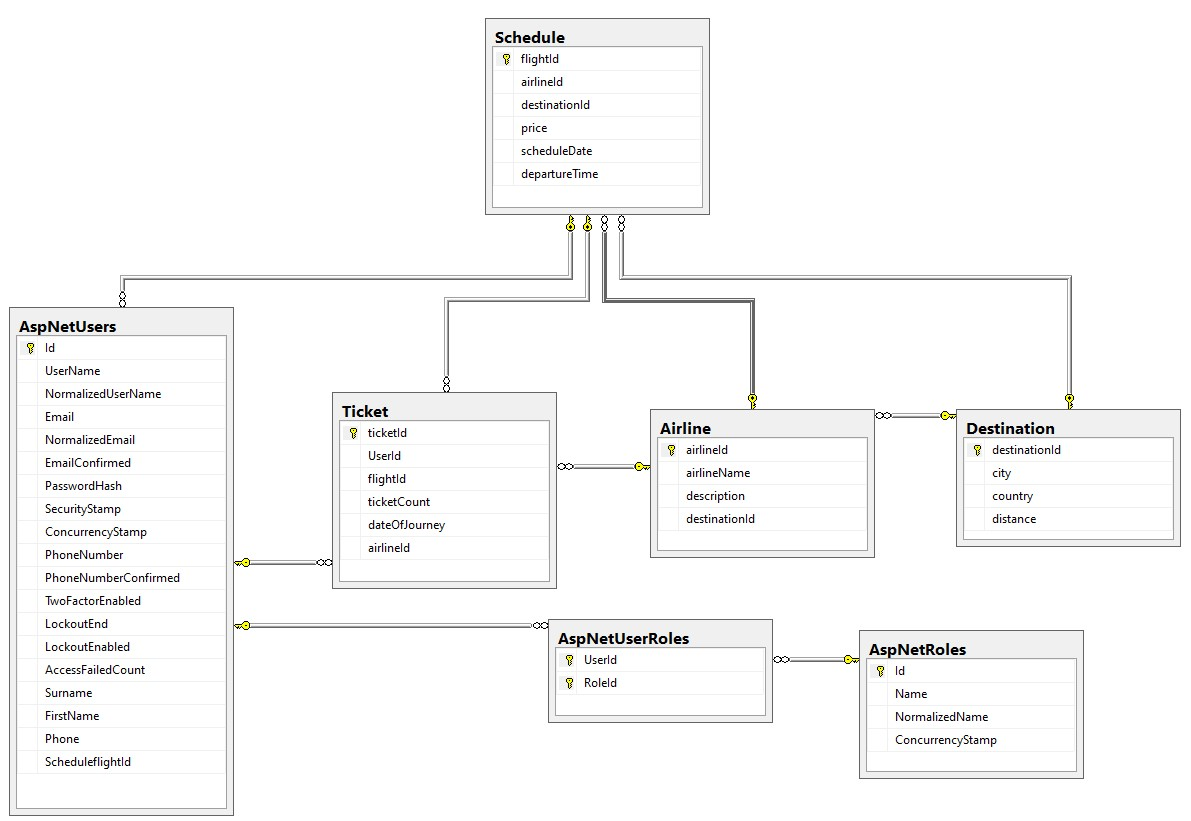 Schedule
flightId
airlineId
destinationId
price
scheduleDate
departureTime
AspNetUsers
Id
UserName
NormalizedUserName
Email
NormalizedEmail
EmailConfirmed
PasswordHash
SecurityStamp
ConcurrencyStamp
PhoneNumber
PhoneNumberConfirmed
TwoFactorEnabled
LockoutEnd
LockoutEnabled
AccessFailedCount
Surname
FirstName
Phone
ScheduleflightId
Ticket
ticketId
UserId
flightId
ticketCount
dateOfJourney
airlineId
Airline
airlineId
airlineName
description
destinationId
Destination
destinationId
city
country
distance
AspNetUserRoles
UserId
RoleId
AspNetRoles
Id
Name
NormalizedName
ConcurrencyStamp